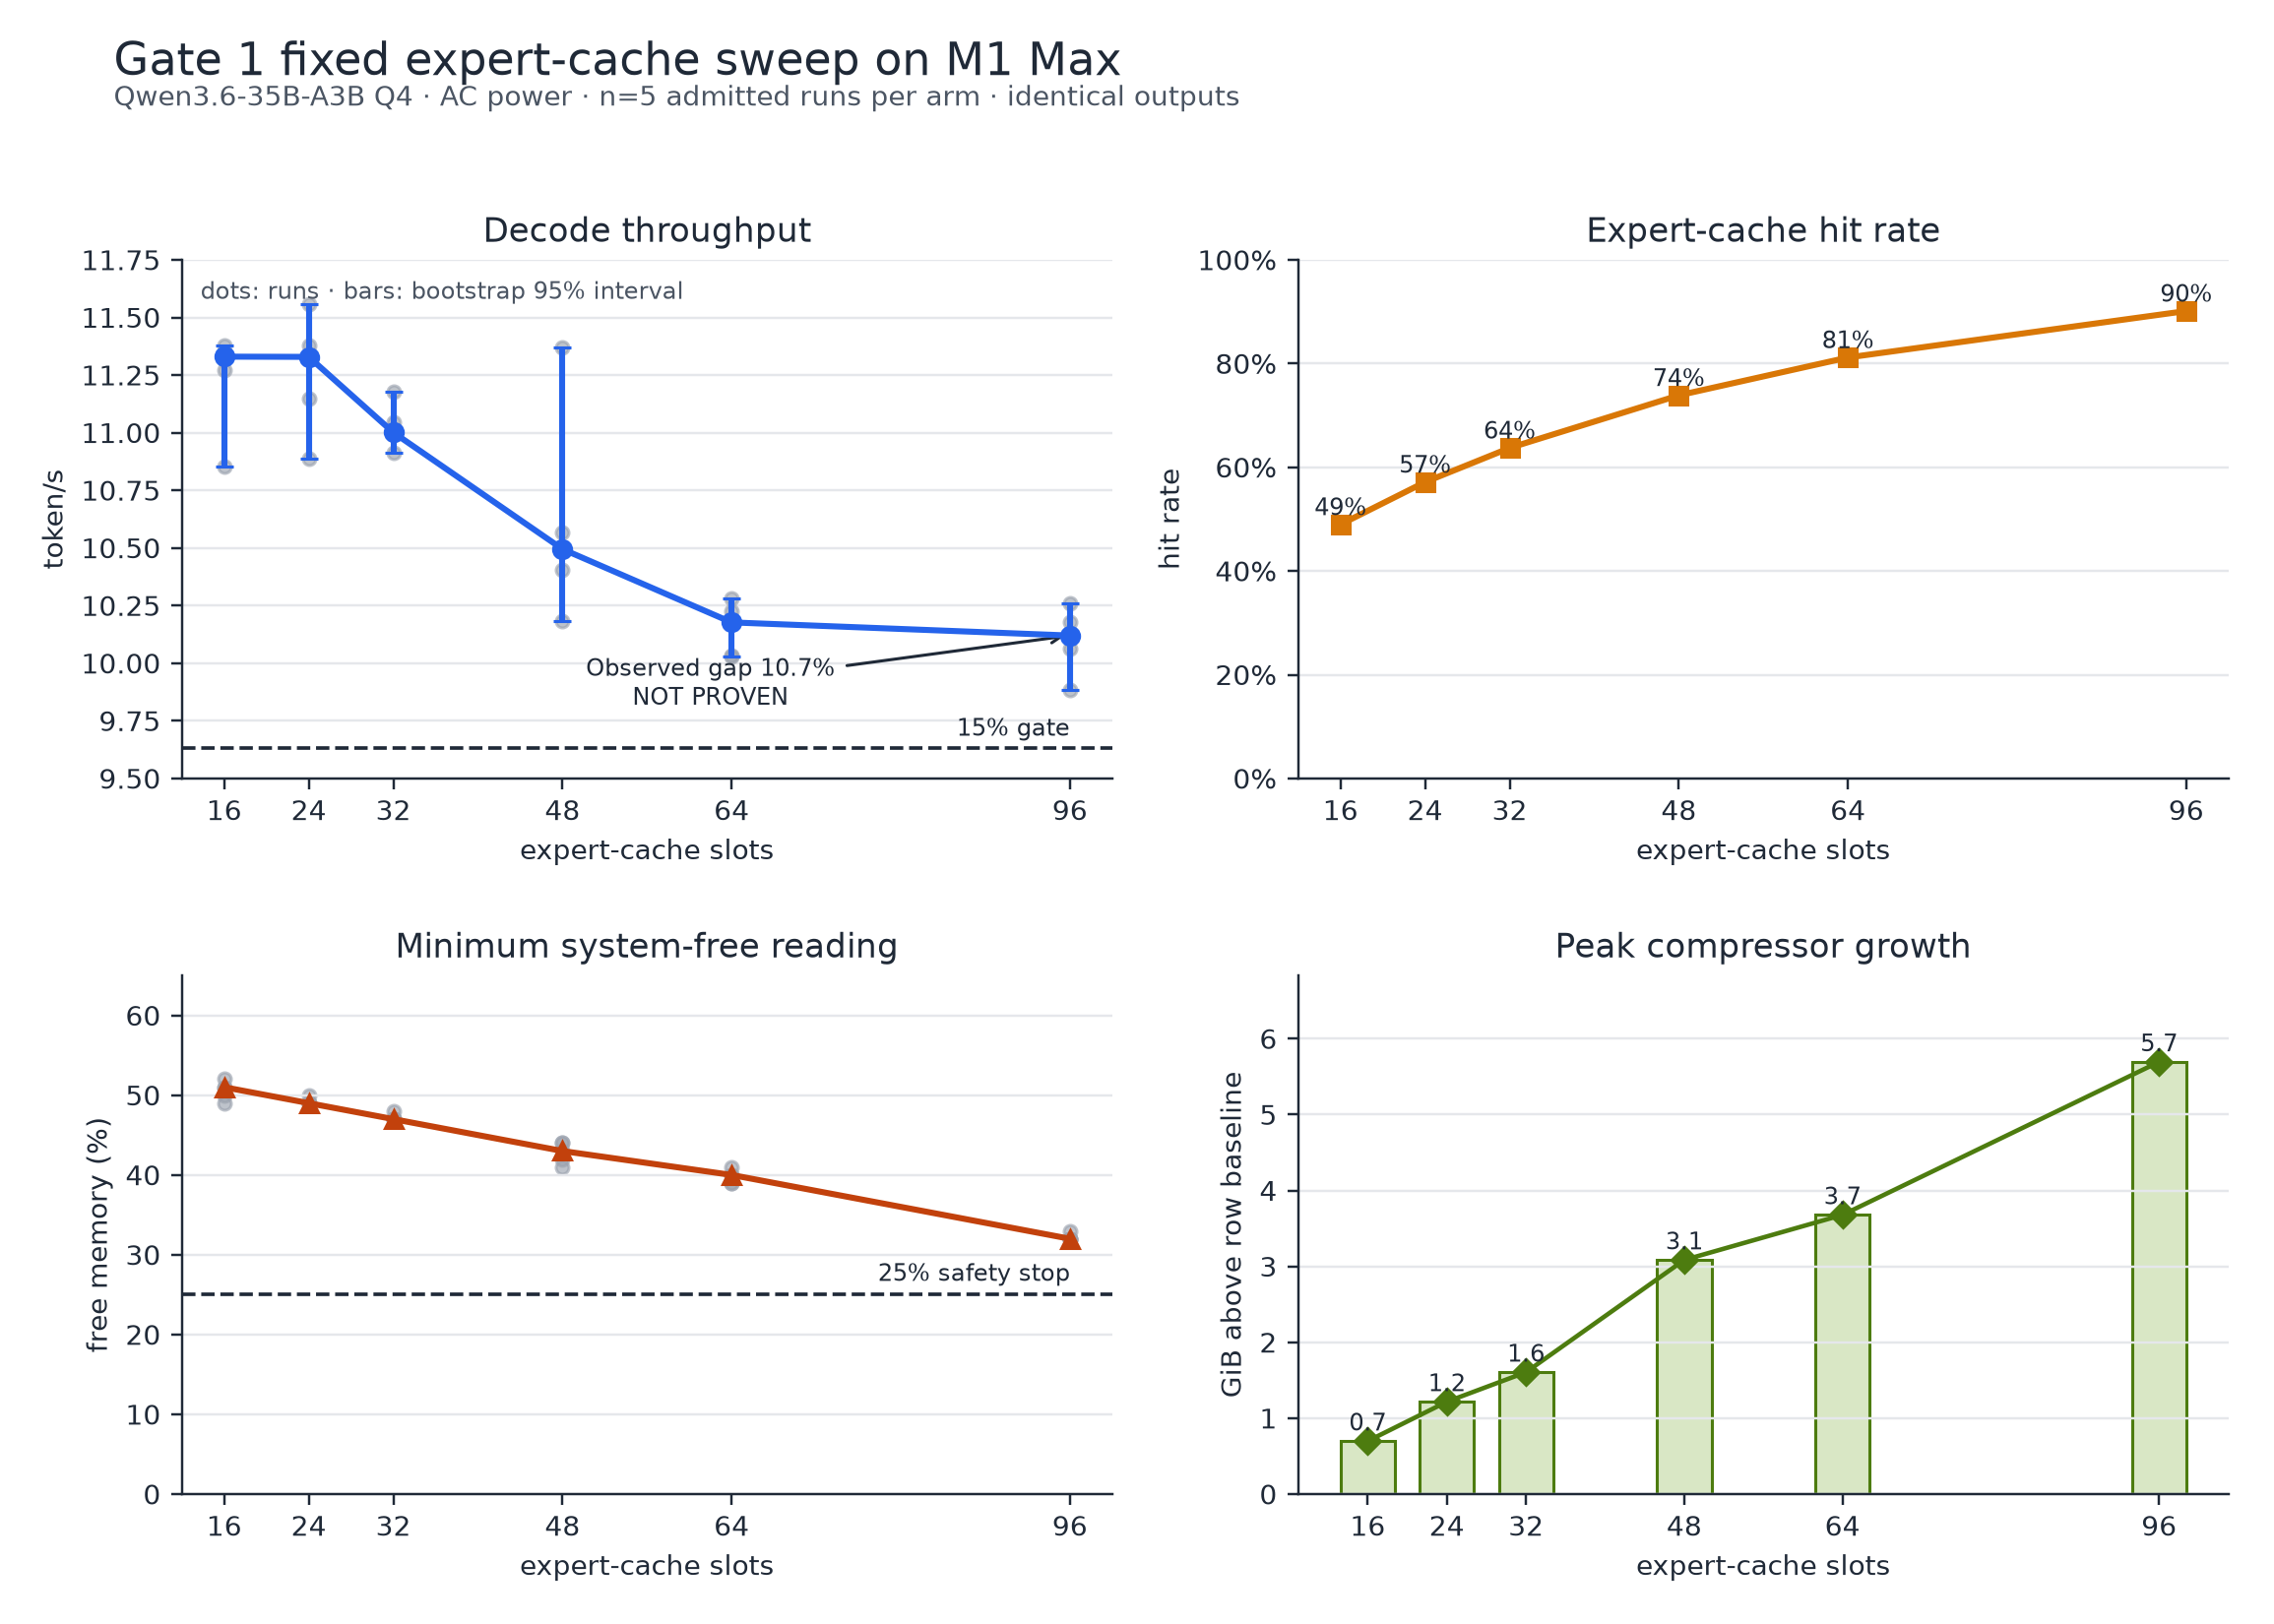 Gate 1 fixed expert-cache sweep on M1 Max
Qwen3.6-35B-A3B Q4 · AC power · n=5 admitted runs per arm · identical outputs
Decode throughput
dots: runs · bars: bootstrap 95% interval
token/s
11.75
11.50
11.25
11.00
10.75
10.50
10.25
10.00
9.75
9.50
Observed gap 10.7%
NOT PROVEN
15% gate
16 24 32 48 64 96
expert-cache slots
Expert-cache hit rate
hit rate
100%
80%
60%
40%
20%
0%
49%
57%
64%
74%
81%
90%
16 24 32 48 64 96
expert-cache slots
Minimum system-free reading
free memory (%)
60
50
40
30
20
10
0
25% safety stop
16 24 32 48 64 96
expert-cache slots
Peak compressor growth
GiB above row baseline
6
5
4
3
2
1
0
0.7
1.2
1.6
3.1
3.7
5.7
16 24 32 48 64 96
expert-cache slots